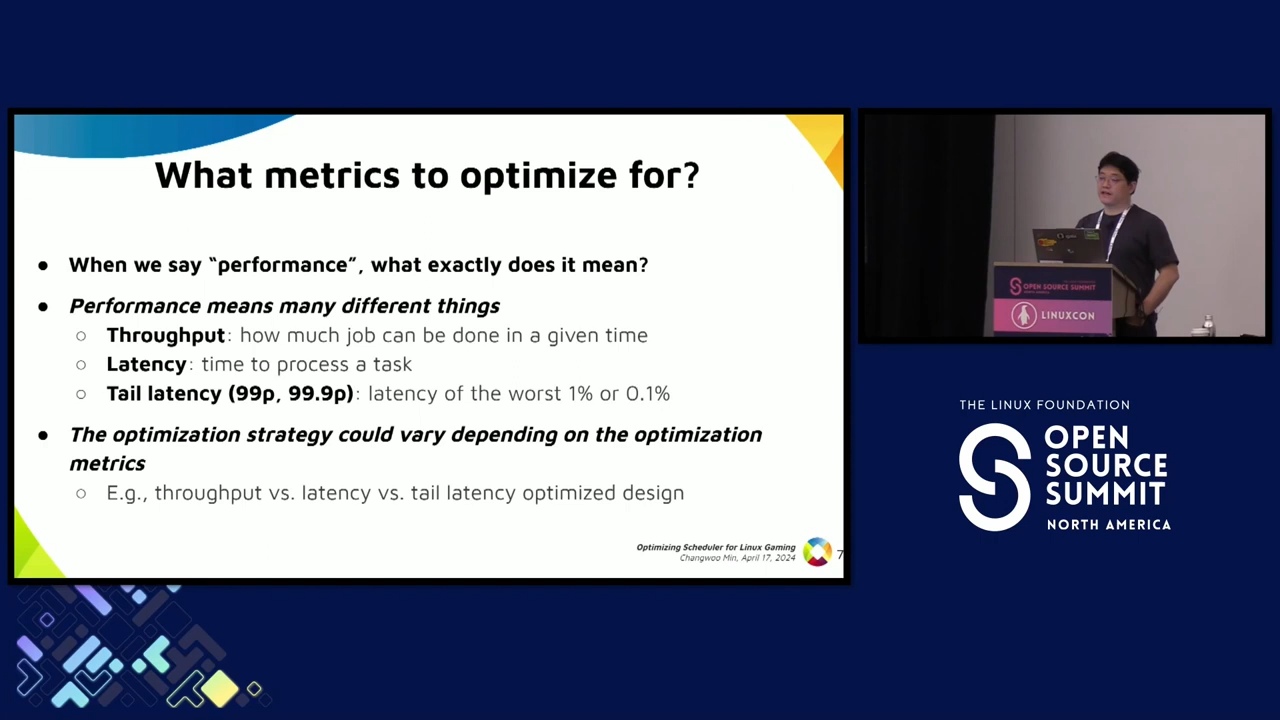 What metrics to optimize for?
● When we say “performance”, what exactly does it mean?
● Performance means many different things
○ Throughput: how much job can be done in a given time
○ Latency: time to process a task
○ Tail latency (99p, 99.9p): latency of the worst 1% or 0.1%
● The optimization strategy could vary depending on the optimization
metrics
○ E.g., throughput vs. latency vs. tail latency optimized design
Optimizing Scheduler for Linux Gaming
Changwoo Min, April 17, 2024
7
OPEN SOURCE SUMMIT
LINUXCON
THE LINUX FOUNDATION
OPEN
SOURCE
SUMMIT
NORTH AMERICA